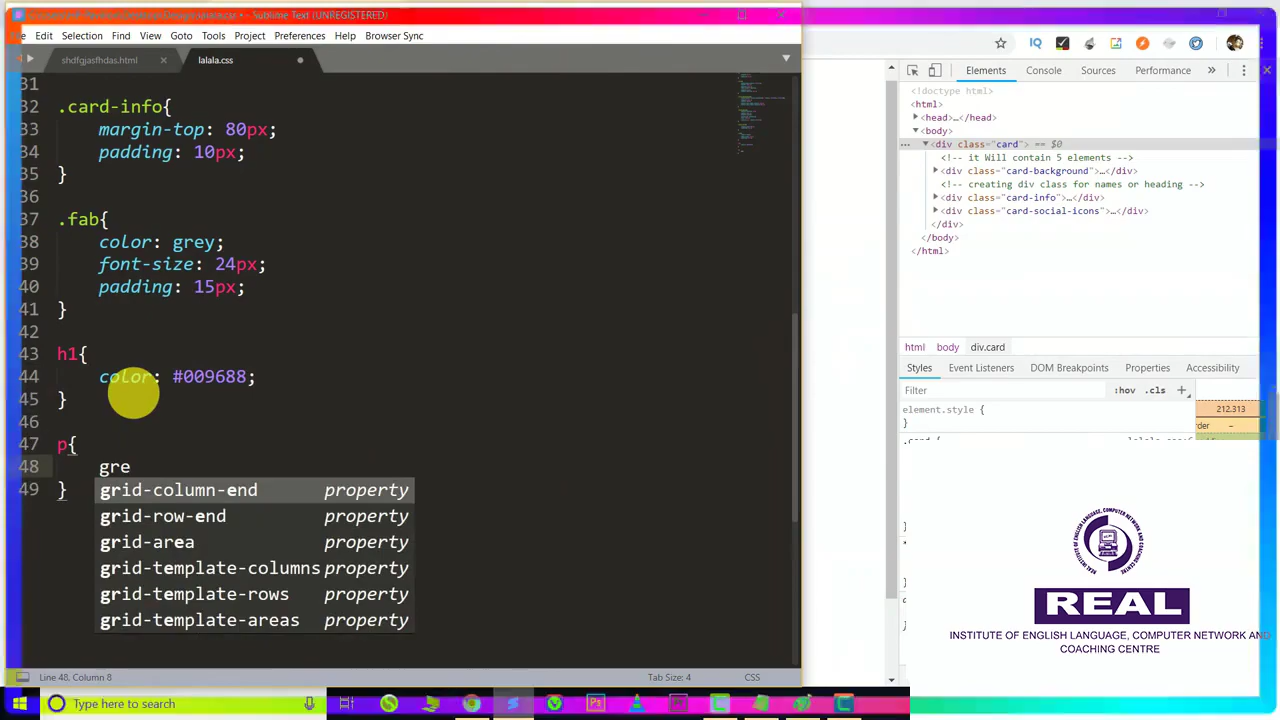 Sublime Text (UNREGISTERED)
Edit Selection Find View Goto Tools Project Preferences Help Browser Sync
shdfgjasfhdas.html
lalala.css
31
32 .card-info{
33 margin-top: 80px;
34 padding: 10px;
35 }
36
37 .fab{
38 color: grey;
39 font-size: 24px;
40 padding: 15px;
41 }
42
43 h1{
44 color: #009688;
45 }
46
47 p{
48 gre
49 }
grid-column-end property
grid-row-end property
grid-area property
grid-template-columns property
grid-template-rows property
grid-template-areas property
Line 48, Column 8
Tab Size: 4
CSS
Type here to search
IQ
Elements Console Sources Performance »
<!doctype html>
<html>
<head>…</head>
<body>
… <div class="card"> == $0
<!-- it Will contain 5 elements -->
<div class="card-background">…</div>
<!-- creating div class for names or heading -->
<div class="card-info">…</div>
<div class="card-social-icons">…</div>
</div>
</body>
</html>
html body div.card
Styles Event Listeners DOM Breakpoints Properties Accessibility
Filter :hov .cls +
element.style {
}
212.313
rder –
REAL
INSTITUTE OF ENGLISH LANGUAGE, COMPUTER NETWORK AND
COACHING CENTRE